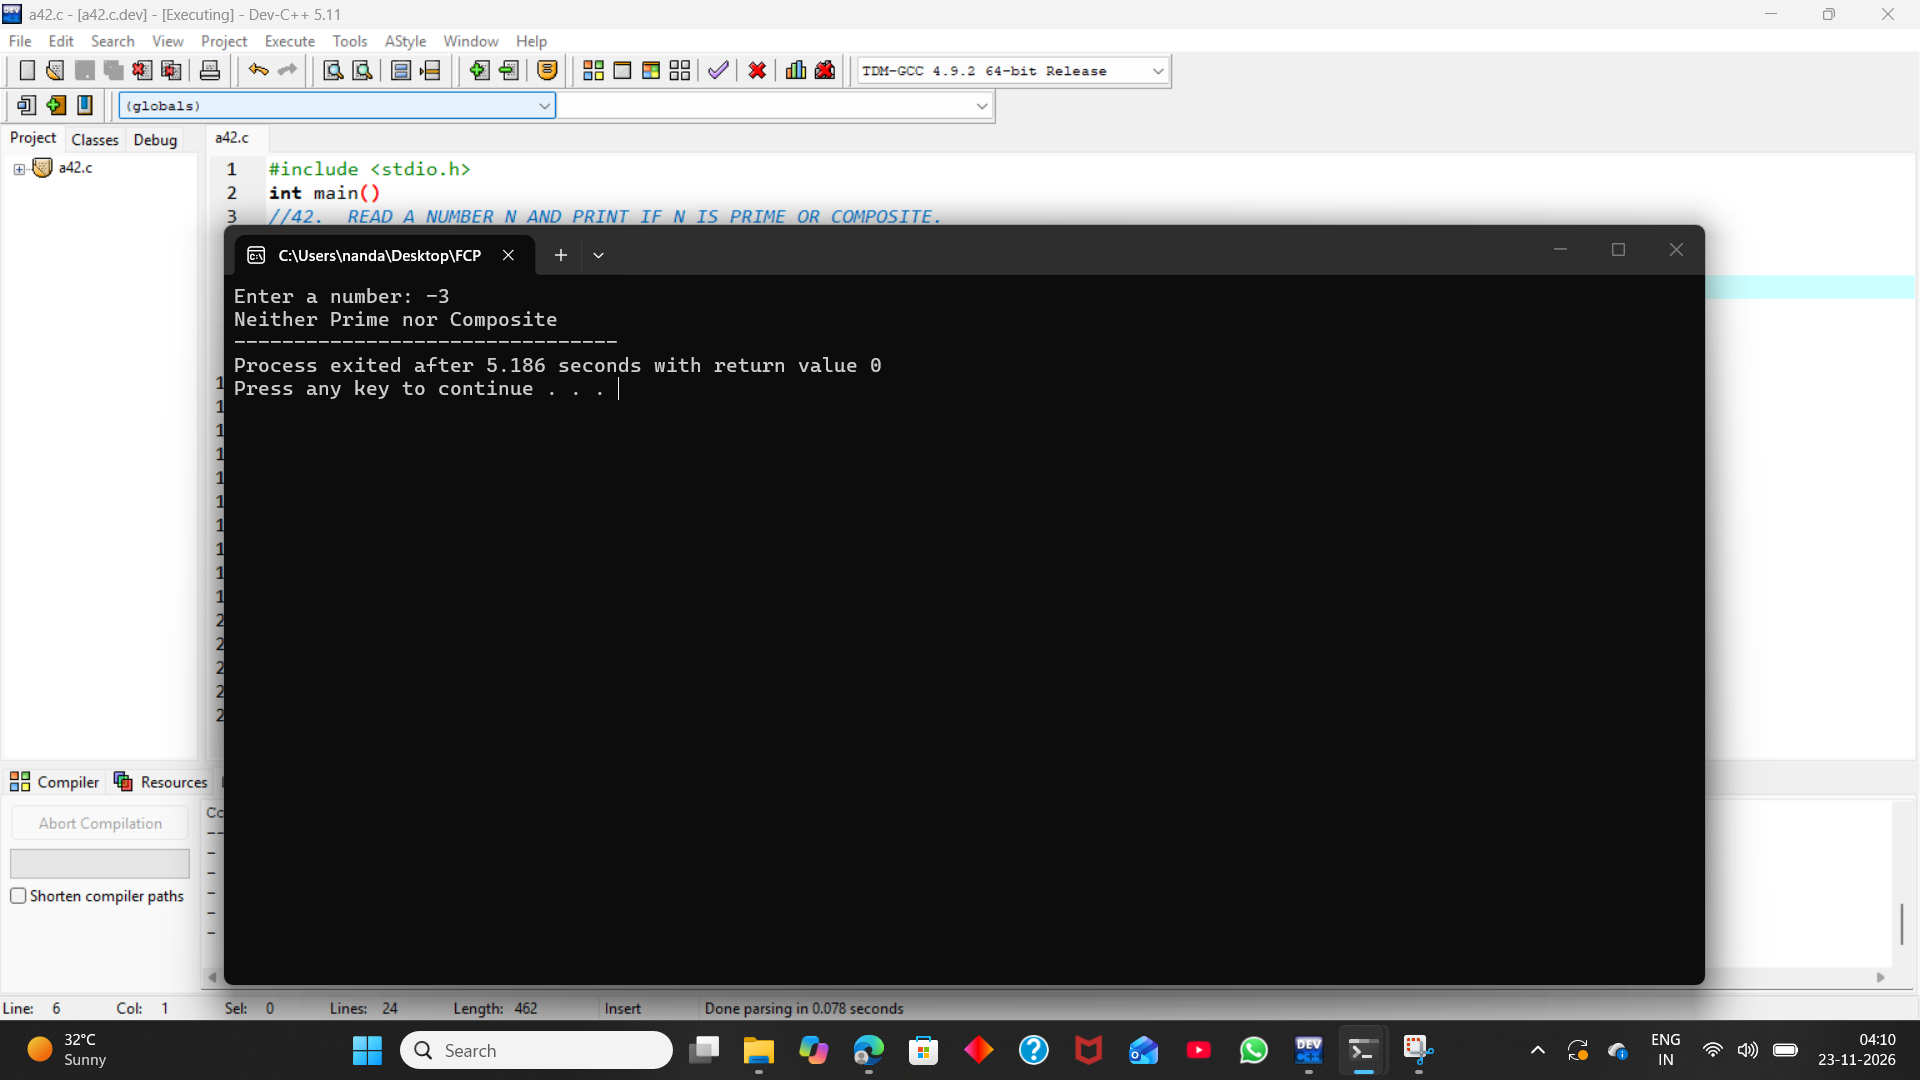 a42.c - [a42.c.dev] - [Executing] - Dev-C++ 5.11
File Edit Search View Project Execute Tools AStyle Window Help
TDM-GCC 4.9.2 64-bit Release
(globals)
Project Classes Debug
a42.c
a42.c
1 #include <stdio.h>
2 int main()
3 //42. READ A NUMBER N AND PRINT IF N IS PRIME OR COMPOSITE.
C:\Users\nanda\Desktop\FCP
Enter a number: -3
Neither Prime nor Composite
--------------------------------
Process exited after 5.186 seconds with return value 0
Press any key to continue . . .
Compiler Resources
Abort Compilation
Shorten compiler paths
Line: 6 Col: 1 Sel: 0 Lines: 24 Length: 462 Insert Done parsing in 0.078 seconds
32°C
Sunny
Search
DEV
ENG
IN
04:10
23-11-2026